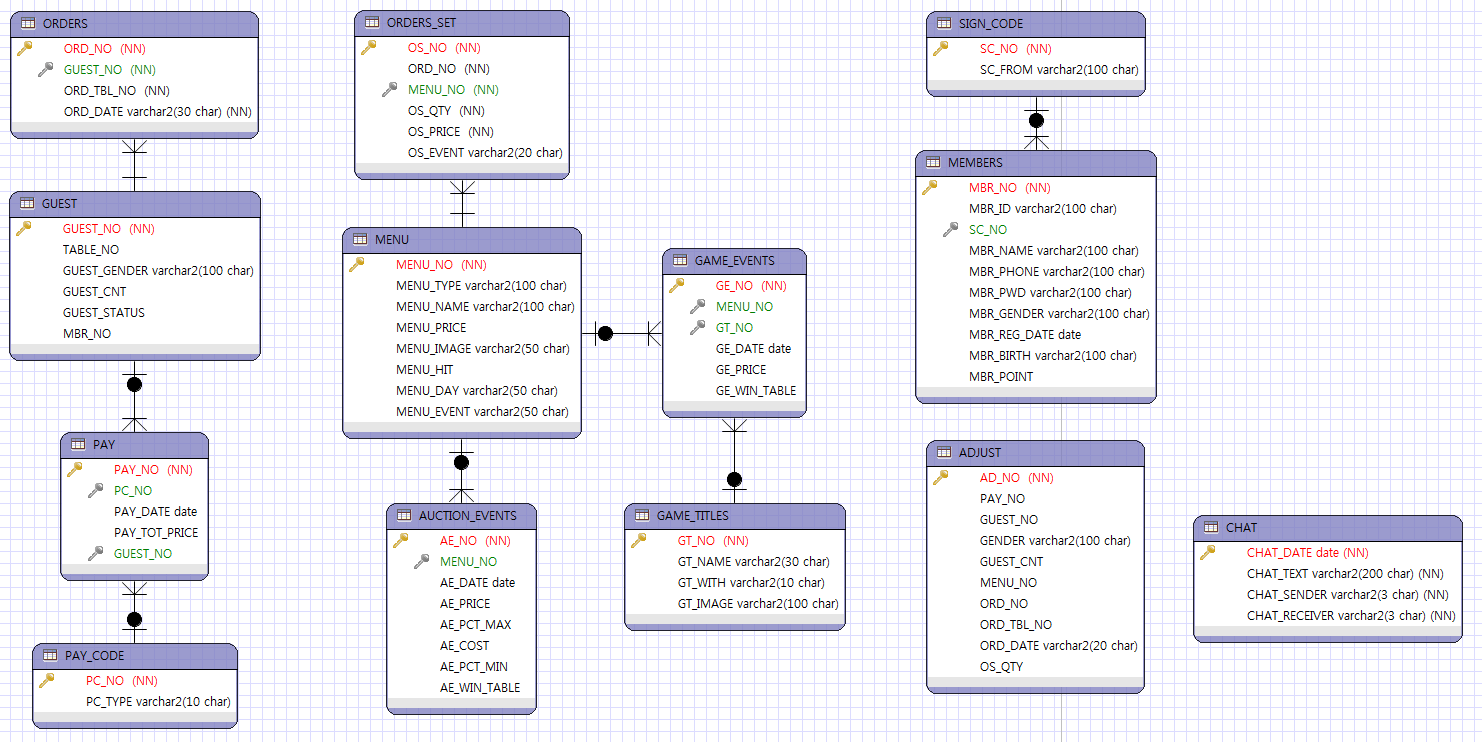 ORDERS
ORD_NO (NN)
GUEST_NO (NN)
ORD_TBL_NO (NN)
ORD_DATE varchar2(30 char) (NN)
GUEST
GUEST_NO (NN)
TABLE_NO
GUEST_GENDER varchar2(100 char)
GUEST_CNT
GUEST_STATUS
MBR_NO
PAY
PAY_NO (NN)
PC_NO
PAY_DATE date
PAY_TOT_PRICE
GUEST_NO
PAY_CODE
PC_NO (NN)
PC_TYPE varchar2(10 char)
ORDERS_SET
OS_NO (NN)
ORD_NO (NN)
MENU_NO (NN)
OS_QTY (NN)
OS_PRICE (NN)
OS_EVENT varchar2(20 char)
MENU
MENU_NO (NN)
MENU_TYPE varchar2(100 char)
MENU_NAME varchar2(100 char)
MENU_PRICE
MENU_IMAGE varchar2(50 char)
MENU_HIT
MENU_DAY varchar2(50 char)
MENU_EVENT varchar2(50 char)
AUCTION_EVENTS
AE_NO (NN)
MENU_NO
AE_DATE date
AE_PRICE
AE_PCT_MAX
AE_COST
AE_PCT_MIN
AE_WIN_TABLE
GAME_EVENTS
GE_NO (NN)
MENU_NO
GT_NO
GE_DATE date
GE_PRICE
GE_WIN_TABLE
GAME_TITLES
GT_NO (NN)
GT_NAME varchar2(30 char)
GT_WITH varchar2(10 char)
GT_IMAGE varchar2(100 char)
SIGN_CODE
SC_NO (NN)
SC_FROM varchar2(100 char)
MEMBERS
MBR_NO (NN)
MBR_ID varchar2(100 char)
SC_NO
MBR_NAME varchar2(100 char)
MBR_PHONE varchar2(100 char)
MBR_PWD varchar2(100 char)
MBR_GENDER varchar2(100 char)
MBR_REG_DATE date
MBR_BIRTH varchar2(100 char)
MBR_POINT
ADJUST
AD_NO (NN)
PAY_NO
GUEST_NO
GENDER varchar2(100 char)
GUEST_CNT
MENU_NO
ORD_NO
ORD_TBL_NO
ORD_DATE varchar2(20 char)
OS_QTY
CHAT
CHAT_DATE date (NN)
CHAT_TEXT varchar2(200 char) (NN)
CHAT_SENDER varchar2(3 char) (NN)
CHAT_RECEIVER varchar2(3 char) (NN)